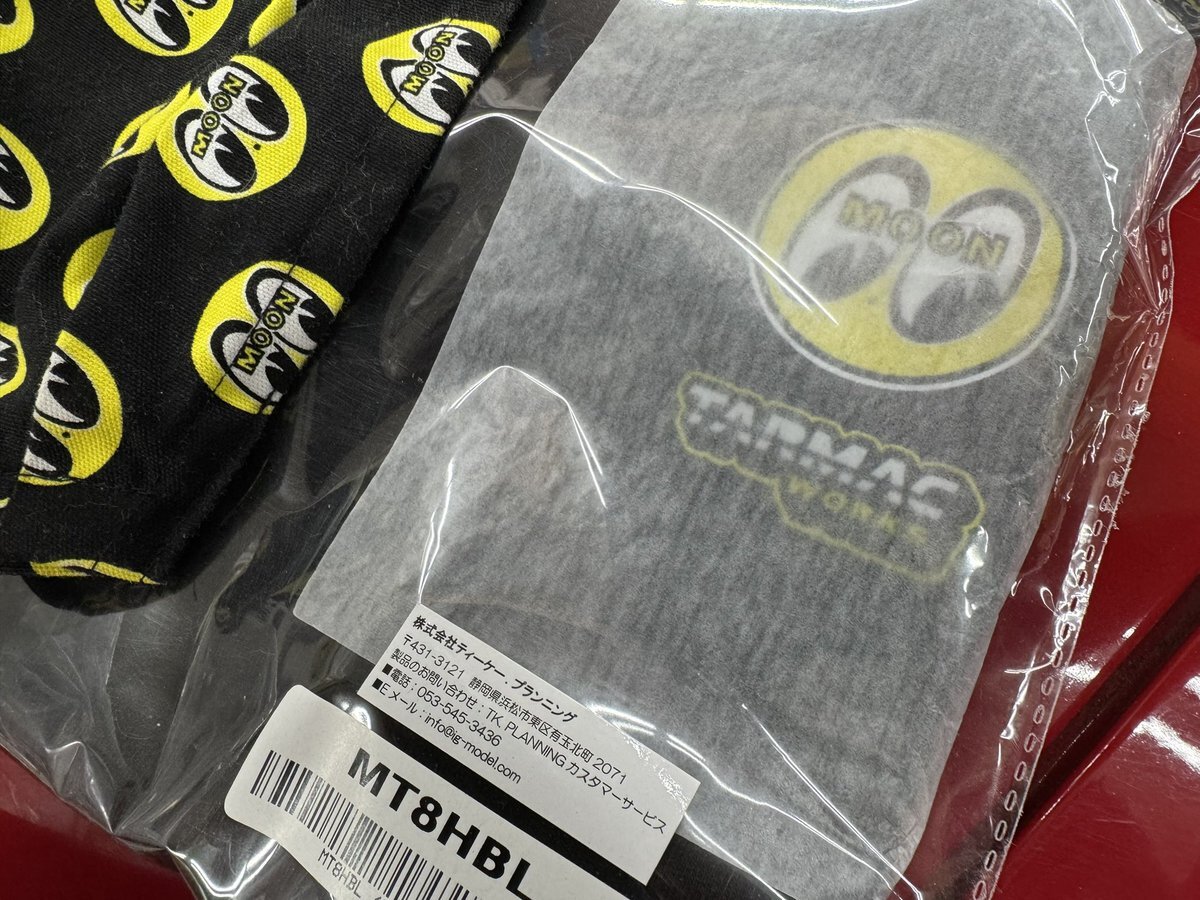 MOON
MOON
MOON
MOON
TARMAC
WORKS
株式会社ティーケー.プランニング
〒431-3121 静岡県浜松市東区有玉北町 2071
製品のお問い合わせ:TK. PLANNING カスタマーサービス
■電話:053-545-3436
■Eメール:info@ig-model.com
MT8HBL
MT8HBL